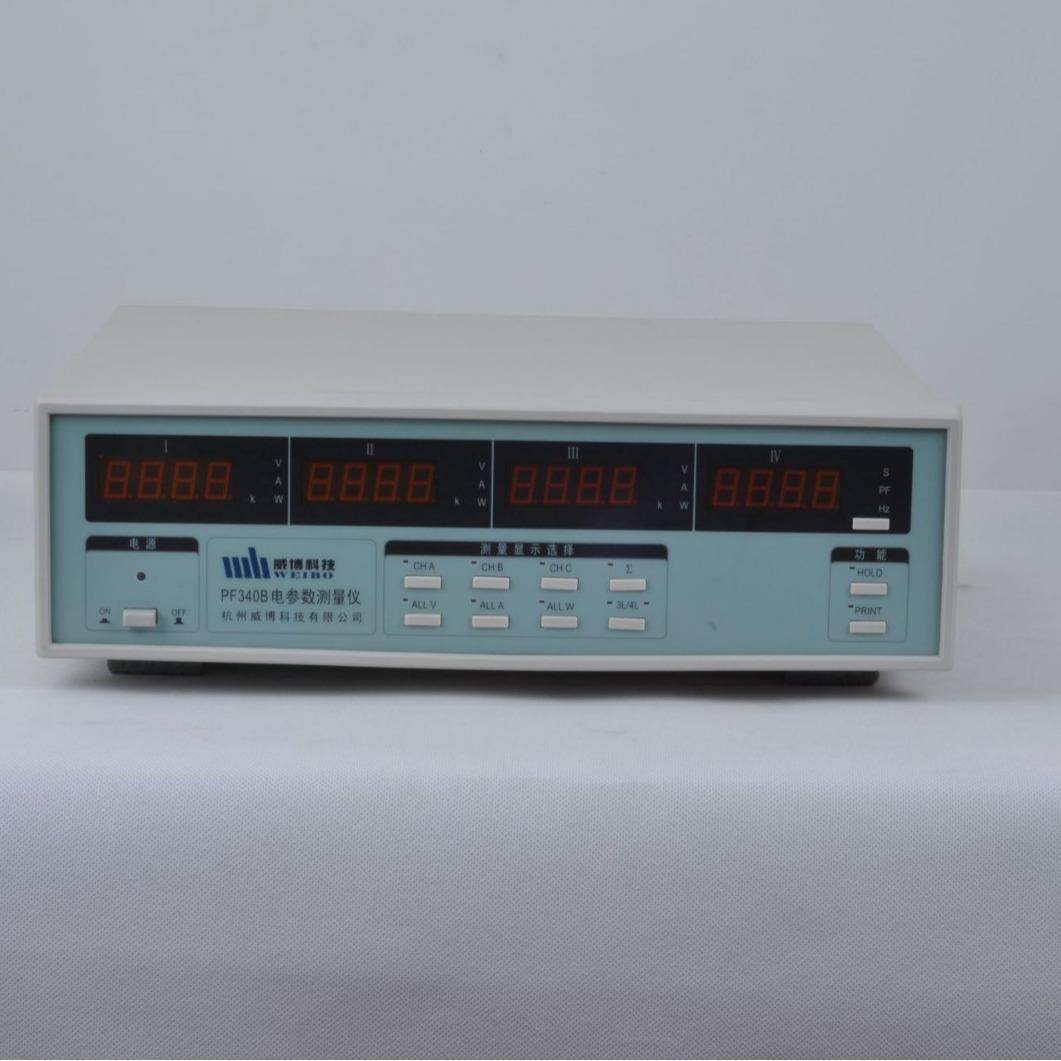 I
II
III
IV
8.8.8.8.
k
V
A
W
8.8.8.8.
k
V
A
W
8.8.8.8.
k
V
A
W
8.8.8.8.
S
PF
Hz
电源
ON
OFF
威博科技
WEIBO
PF340B电参数测量仪
杭州威博科技有限公司
测量显示选择
CH A
CH B
CH C
Σ
ALL V
ALL A
ALL W
3L/4L
功能
HOLD
PRINT